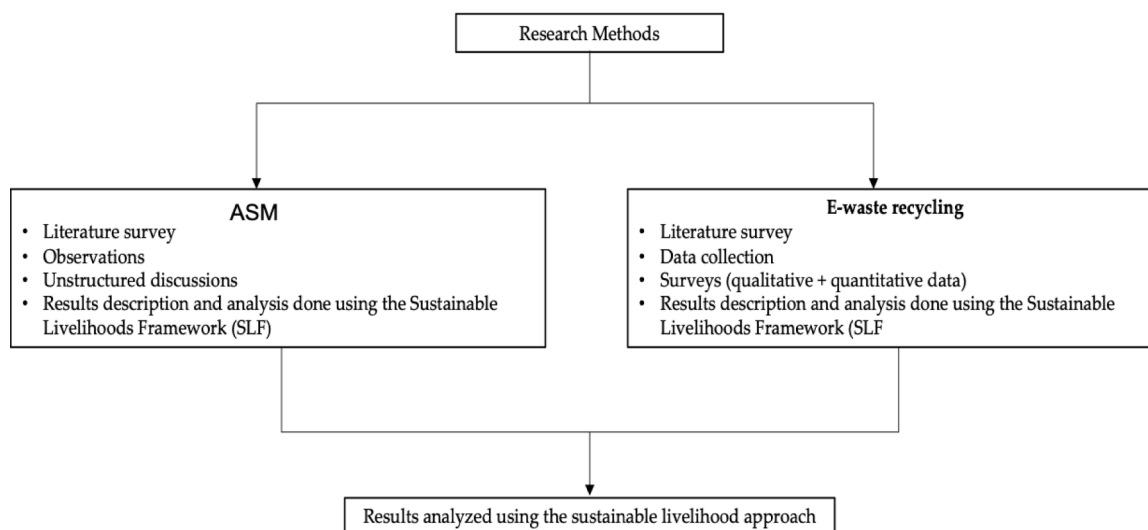 Research Methods
ASM
• Literature survey
• Observations
• Unstructured discussions
• Results description and analysis done using the Sustainable
Livelihoods Framework (SLF)
E-waste recycling
• Literature survey
• Data collection
• Surveys (qualitative + quantitative data)
• Results description and analysis done using the Sustainable
Livelihoods Framework (SLF
Results analyzed using the sustainable livelihood approach